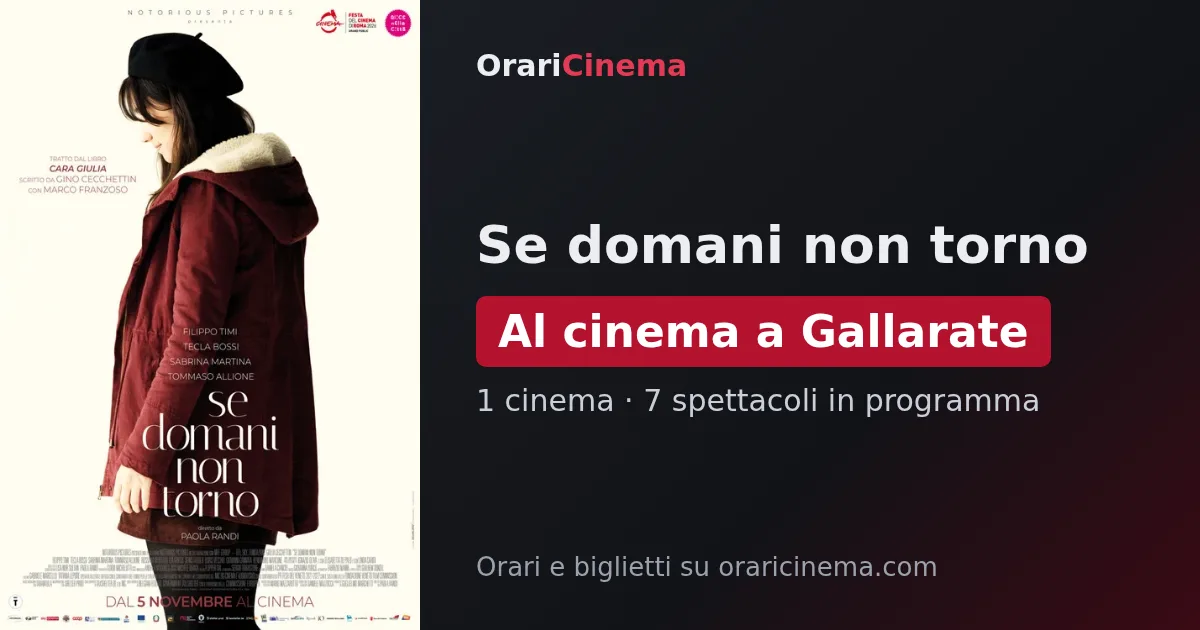 NOTORIOUS PICTURES
presenta
FESTA
DEL CINEMA
DI ROMA 2026
TRATTO DAL LIBRO
CARA GIULIA
SCRITTO DA GINO CECCHETTIN
CON MARCO FRANZOSO
FILIPPO TIMI
TECLA BOSSI
SABRINA MARTINA
TOMMASO ALLIONE
se
domani
non
torno
diretto da
PAOLA RANDI
DAL 5 NOVEMBRE AL CINEMA
OrariCinema
Se domani non torno
Al cinema a Gallarate
1 cinema · 7 spettacoli in programma
Orari e biglietti su oraricinema.com